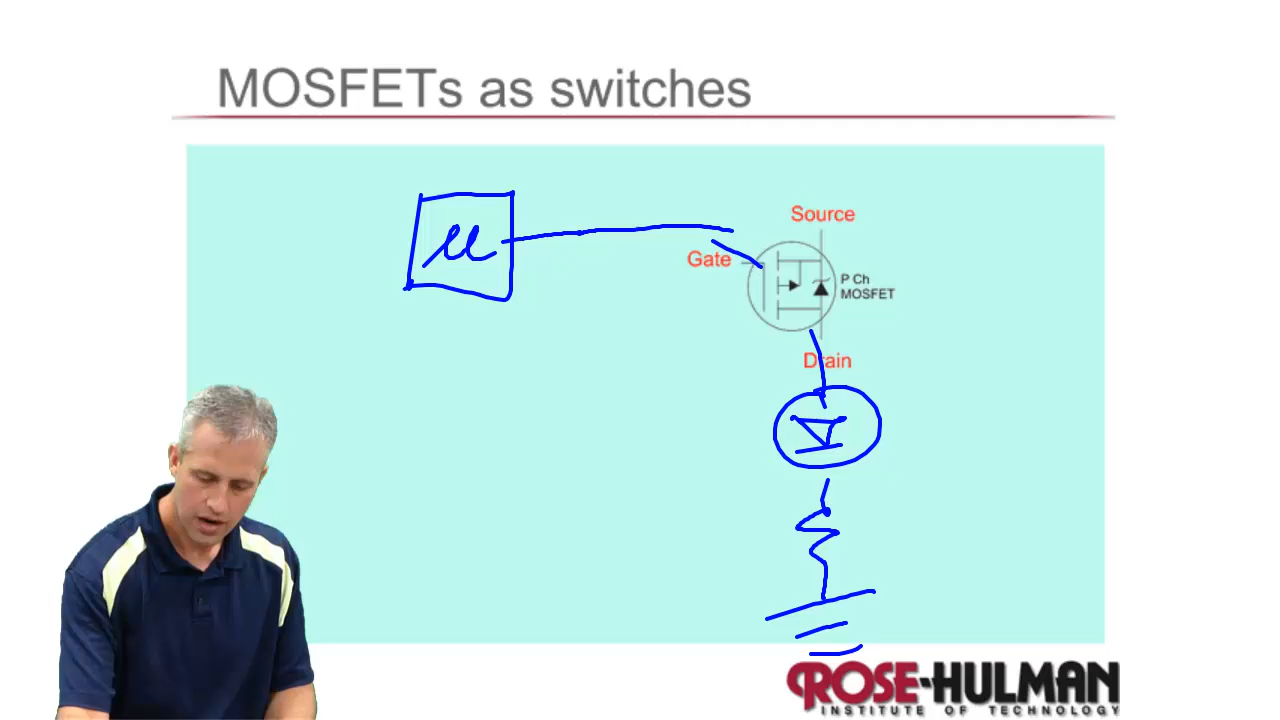 MOSFETs as switches
μ
Source
Gate
P Ch
MOSFET
Drain
ROSE-HULMAN
INSTITUTE OF TECHNOLOGY